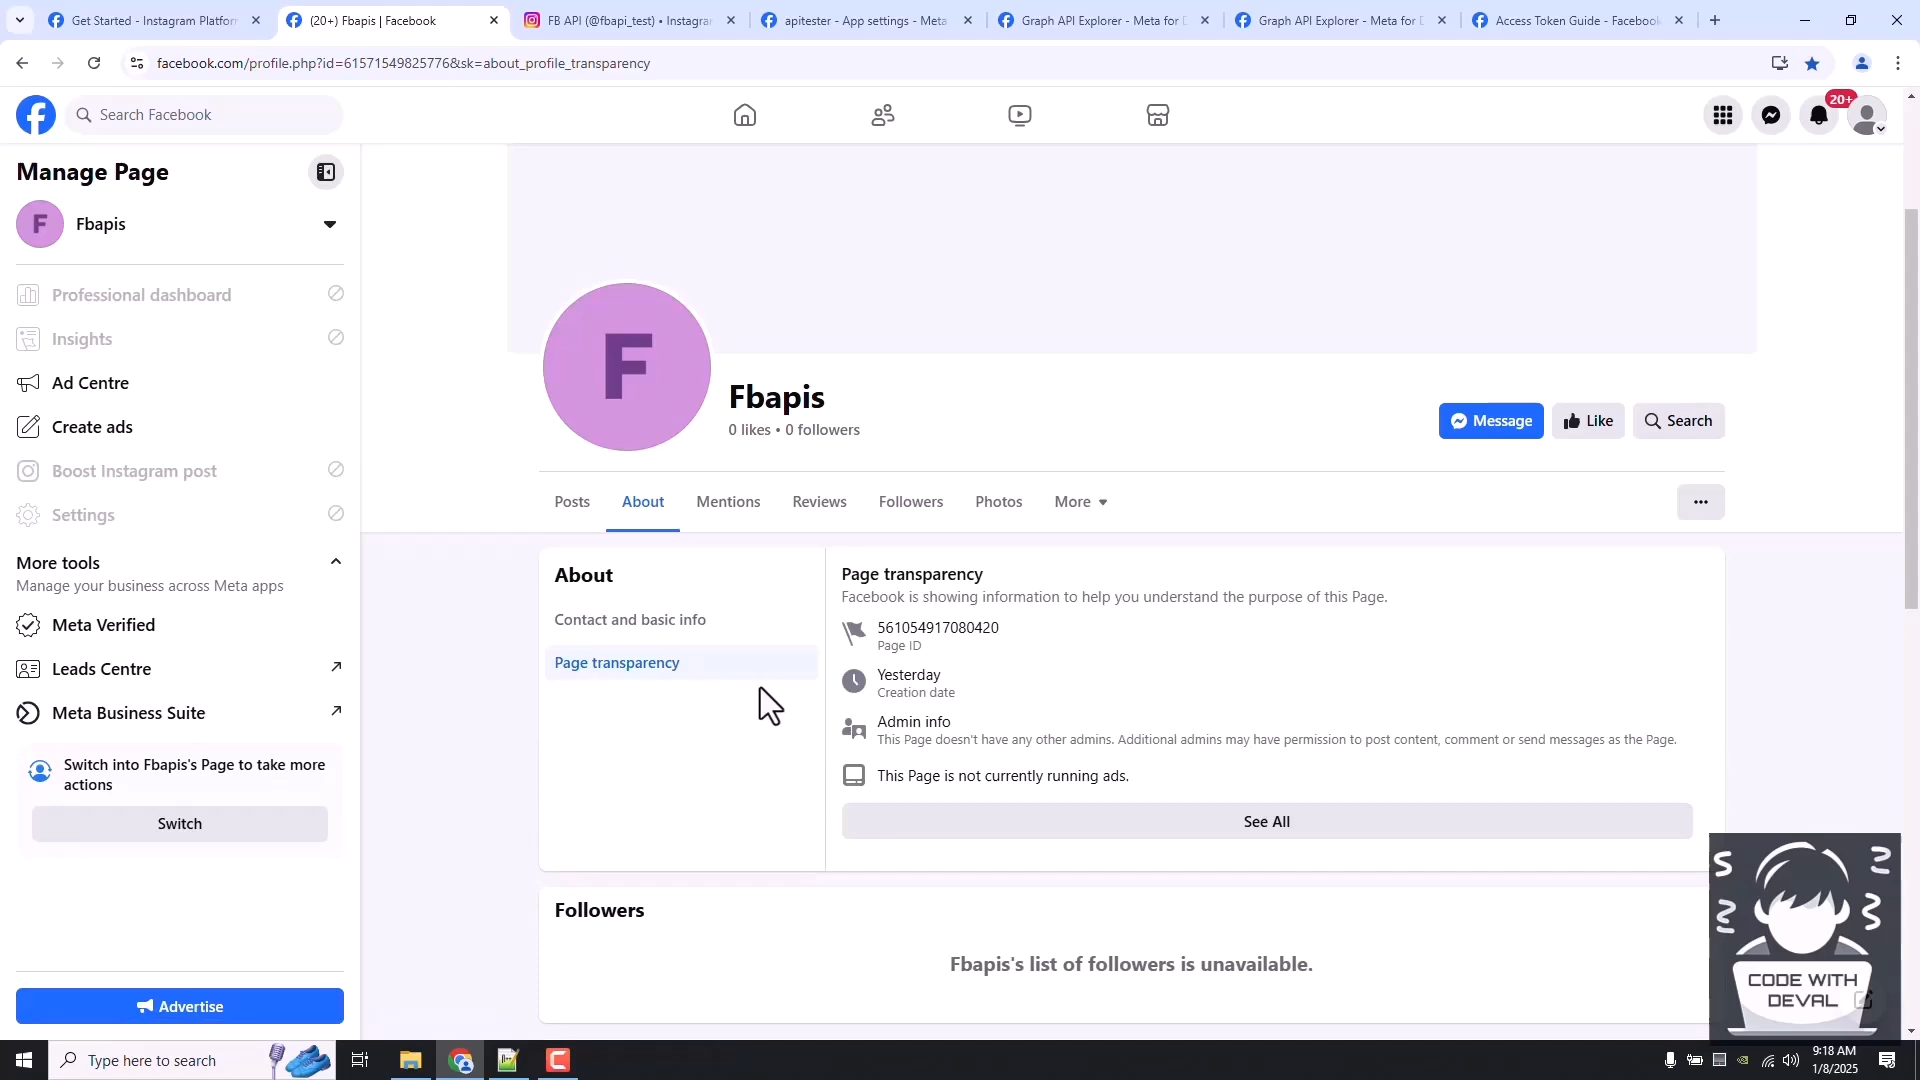 Get Started - Instagram Platforn
(20+) Fbapis | Facebook
FB API (@fbapi_test) • Instagra
apitester - App settings - Meta
Graph API Explorer - Meta for D
Graph API Explorer - Meta for D
Access Token Guide - Facebook
facebook.com/profile.php?id=61571549825776&sk=about_profile_transparency
Search Facebook
20+
Manage Page
F
Fbapis
Professional dashboard
Insights
Ad Centre
Create ads
Boost Instagram post
Settings
More tools
Manage your business across Meta apps
Meta Verified
Leads Centre
Meta Business Suite
Switch into Fbapis's Page to take more
actions
Switch
Advertise
F
Fbapis
0 likes • 0 followers
Message
Like
Search
Posts
About
Mentions
Reviews
Followers
Photos
More
About
Contact and basic info
Page transparency
Page transparency
Facebook is showing information to help you understand the purpose of this Page.
561054917080420
Page ID
Yesterday
Creation date
Admin info
This Page doesn't have any other admins. Additional admins may have permission to post content, comment or send messages as the Page.
This Page is not currently running ads.
See All
Followers
Fbapis's list of followers is unavailable.
CODE WITH
DEVAL
Type here to search
9:18 AM
1/8/2025